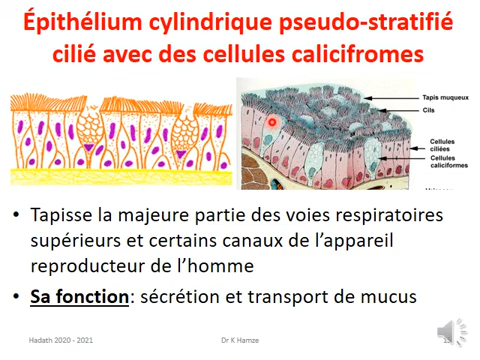 Épithélium cylindrique pseudo-stratifié
cilié avec des cellules calicifromes
Tapis muqueux
Cils
Cellules
ciliées
Cellules
caliciformes
• Tapisse la majeure partie des voies respiratoires
supérieurs et certains canaux de l'appareil
reproducteur de l'homme
• Sa fonction: sécrétion et transport de mucus
Hadath 2020 - 2021
Dr K Hamze